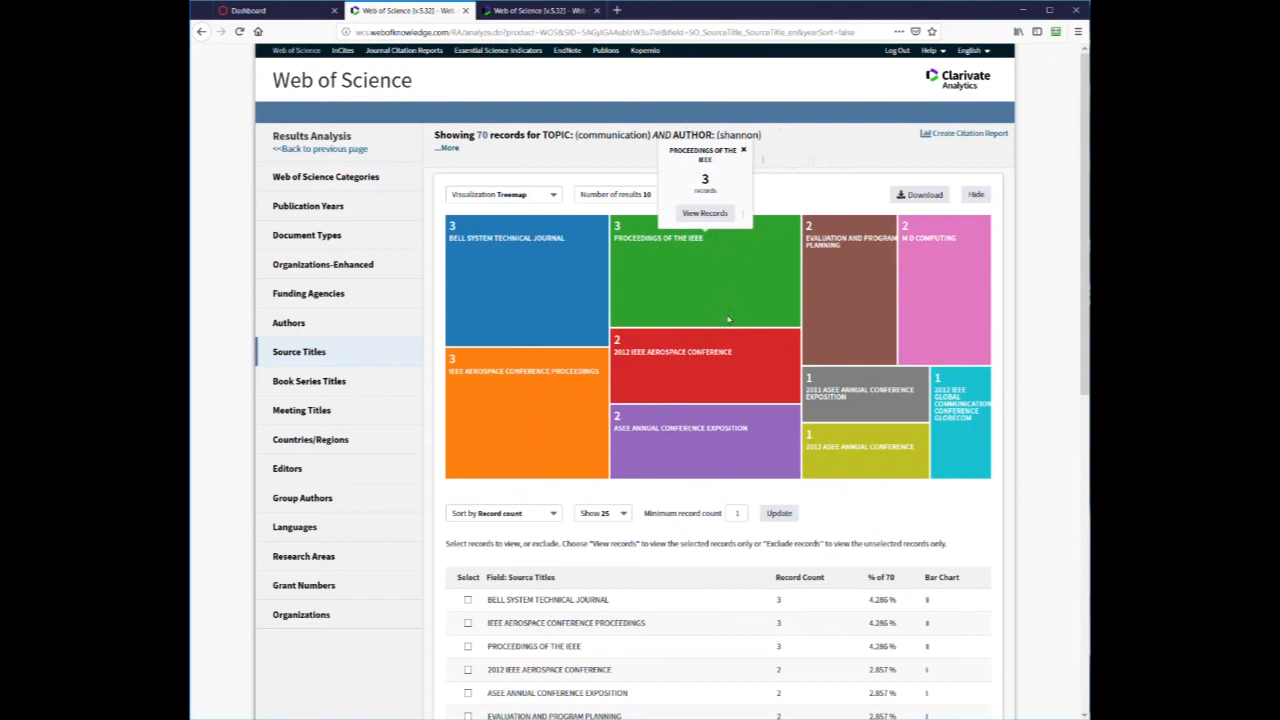 Dashboard
Web of Science [v.5.32] - Web
Web of Science [v.5.32] - Web
Web of Science InCites Journal Citation Reports Essential Science Indicators EndNote Publons Kopernio Log Out Help English
Web of Science
Clarivate
Analytics
Results Analysis
<<Back to previous page
Showing 70 records for TOPIC: (communication) AND AUTHOR: (shannon)
...More
Create Citation Report
PROCEEDINGS OF THE
IEEE
3
records
View Records
Web of Science Categories
Publication Years
Document Types
Organizations-Enhanced
Funding Agencies
Authors
Source Titles
Book Series Titles
Meeting Titles
Countries/Regions
Editors
Group Authors
Languages
Research Areas
Grant Numbers
Organizations
Visualization Treemap
Number of results 10
Download
Hide
3
BELL SYSTEM TECHNICAL JOURNAL
3
PROCEEDINGS OF THE IEEE
2
EVALUATION AND PROGRAM
PLANNING
2
M D COMPUTING
3
IEEE AEROSPACE CONFERENCE PROCEEDINGS
2
2012 IEEE AEROSPACE CONFERENCE
2
ASEE ANNUAL CONFERENCE EXPOSITION
1
2011 ASEE ANNUAL CONFERENCE
EXPOSITION
1
2012 ASEE ANNUAL CONFERENCE
1
2012 IEEE
GLOBAL
COMMUNICATION
CONFERENCE
GLOBECOM
Sort by Record count Show 25 Minimum record count 1 Update
Select records to view, or exclude. Choose "View records" to view the selected records only or "Exclude records" to view the unselected records only.
Select Field: Source Titles Record Count % of 70 Bar Chart
BELL SYSTEM TECHNICAL JOURNAL 3 4.286 %
IEEE AEROSPACE CONFERENCE PROCEEDINGS 3 4.286 %
PROCEEDINGS OF THE IEEE 3 4.286 %
2012 IEEE AEROSPACE CONFERENCE 2 2.857 %
ASEE ANNUAL CONFERENCE EXPOSITION 2 2.857 %
EVALUATION AND PROGRAM PLANNING 2 2.857 %